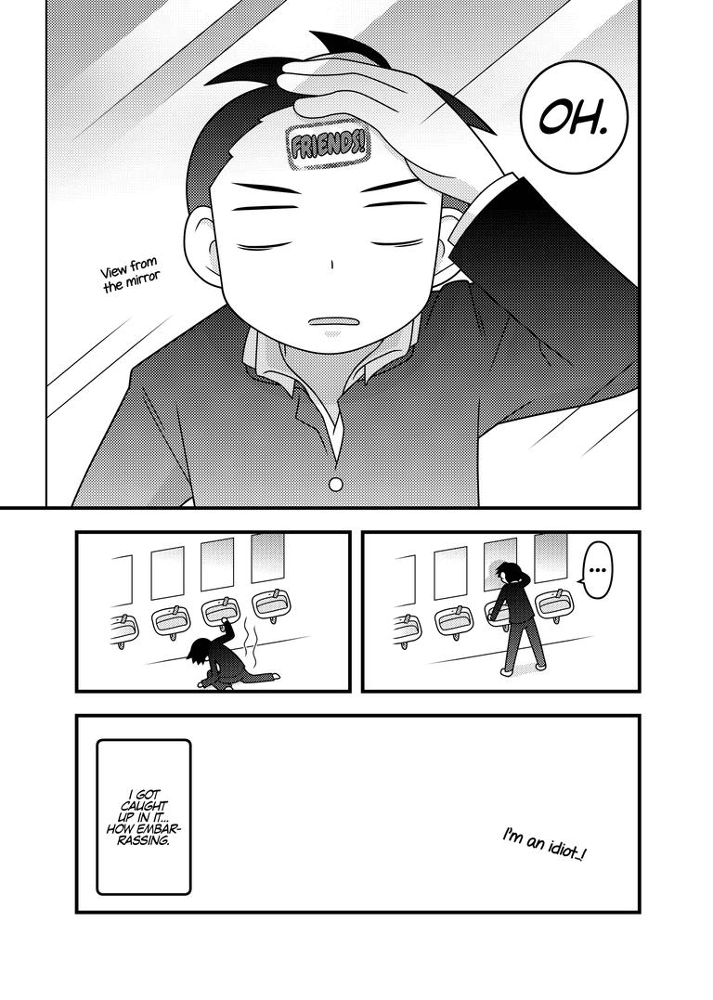 OH.
FRIENDS!
View from
the mirror
...
I GOT
CAUGHT
UP IN IT...
HOW EMBAR-
RASSING.
I'm an idiot..!